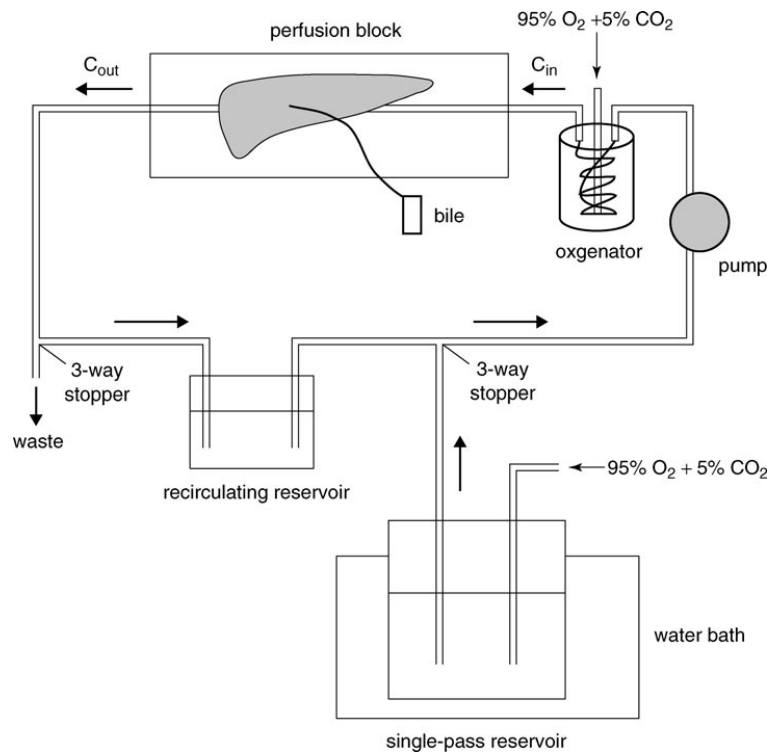 95% O₂ +5% CO₂
perfusion block
Cout
Cin
bile
oxgenator
pump
3-way
stopper
3-way
stopper
waste
95% O₂ + 5% CO₂
recirculating reservoir
water bath
single-pass reservoir